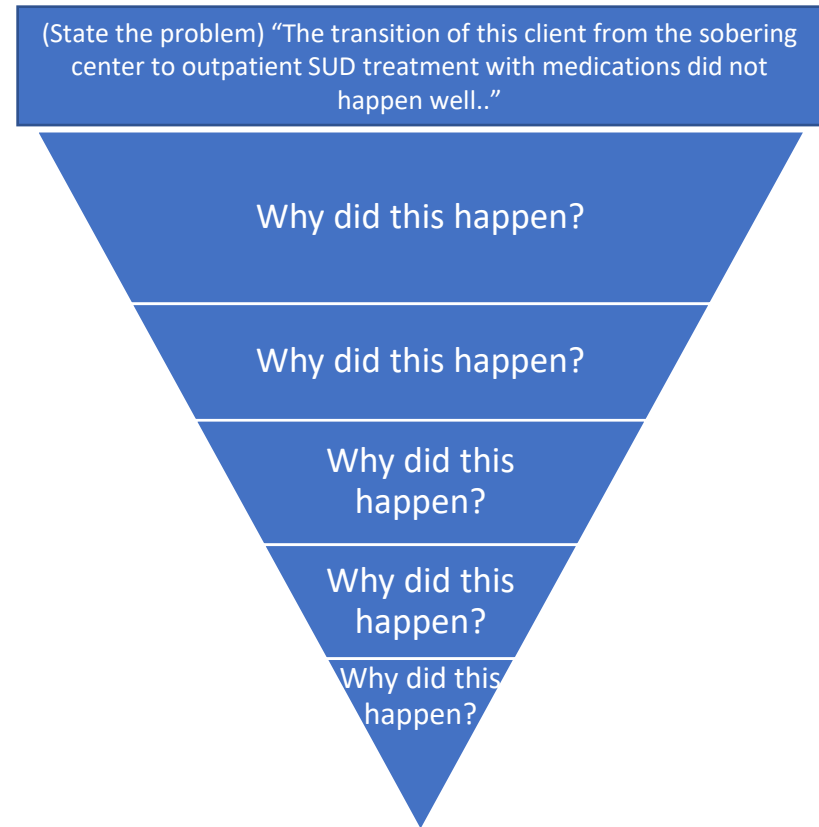 (State the problem) “The transition of this client from the sobering
center to outpatient SUD treatment with medications did not
happen well..”
Why did this happen?
Why did this happen?
Why did this
happen?
Why did this
happen?
Why did this
happen?